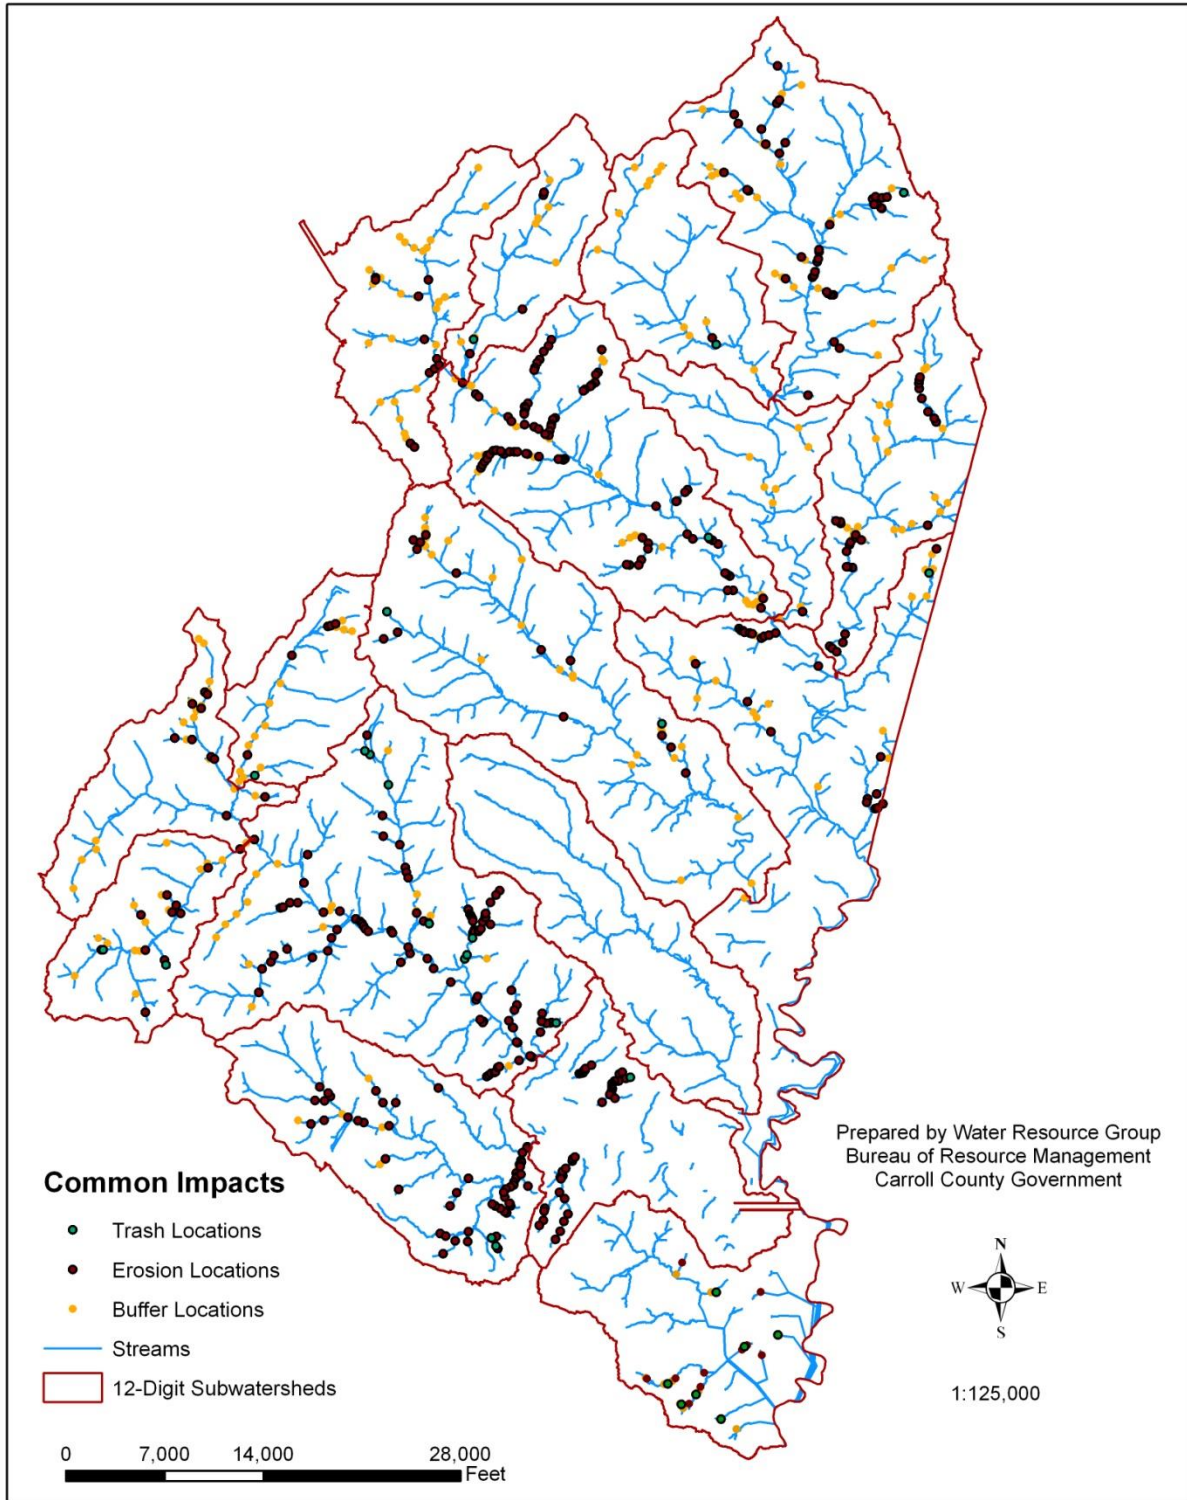 Prepared by Water Resource Group
Bureau of Resource Management
Carroll County Government
Common Impacts
Trash Locations
Erosion Locations
Buffer Locations
Streams
12-Digit Subwatersheds
N
W E
S
1:125,000
0 7,000 14,000 28,000
Feet